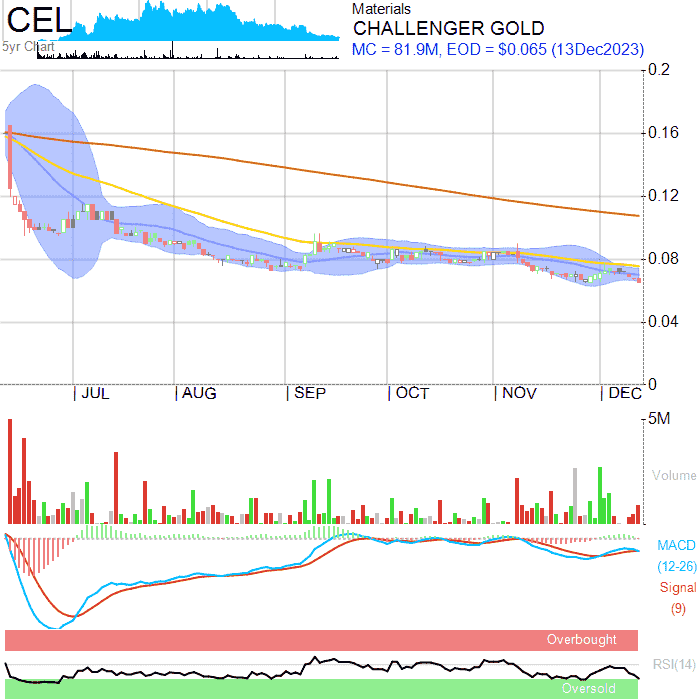 CEL
5yr Chart
Materials
CHALLENGER GOLD
MC = 81.9M, EOD = $0.065 (13Dec2023)
0.2
0.16
0.12
0.08
0.04
0
| JUL | AUG | SEP | OCT | NOV | DEC
5M
Volume
MACD
(12-26)
Signal
(9)
Overbought
RSI(14)
Oversold